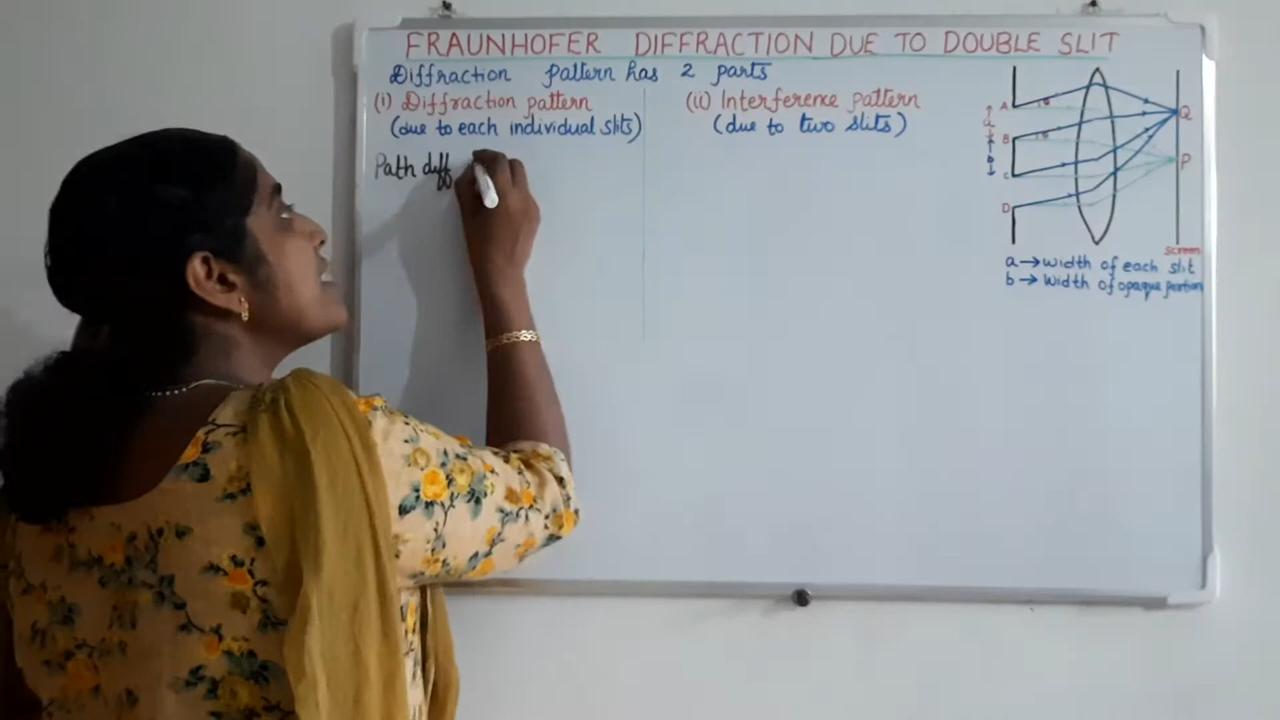 FRAUNHOFER DIFFRACTION DUE TO DOUBLE SLIT
Diffraction pattern has 2 parts
(i) Diffraction pattern
(due to each individual slits)
Path diff
(ii) Interference pattern
(due to two slits)
A
B
C
D
a
b
θ
θ
Q
P
Screen
a → width of each slit
b → width of opaque portion